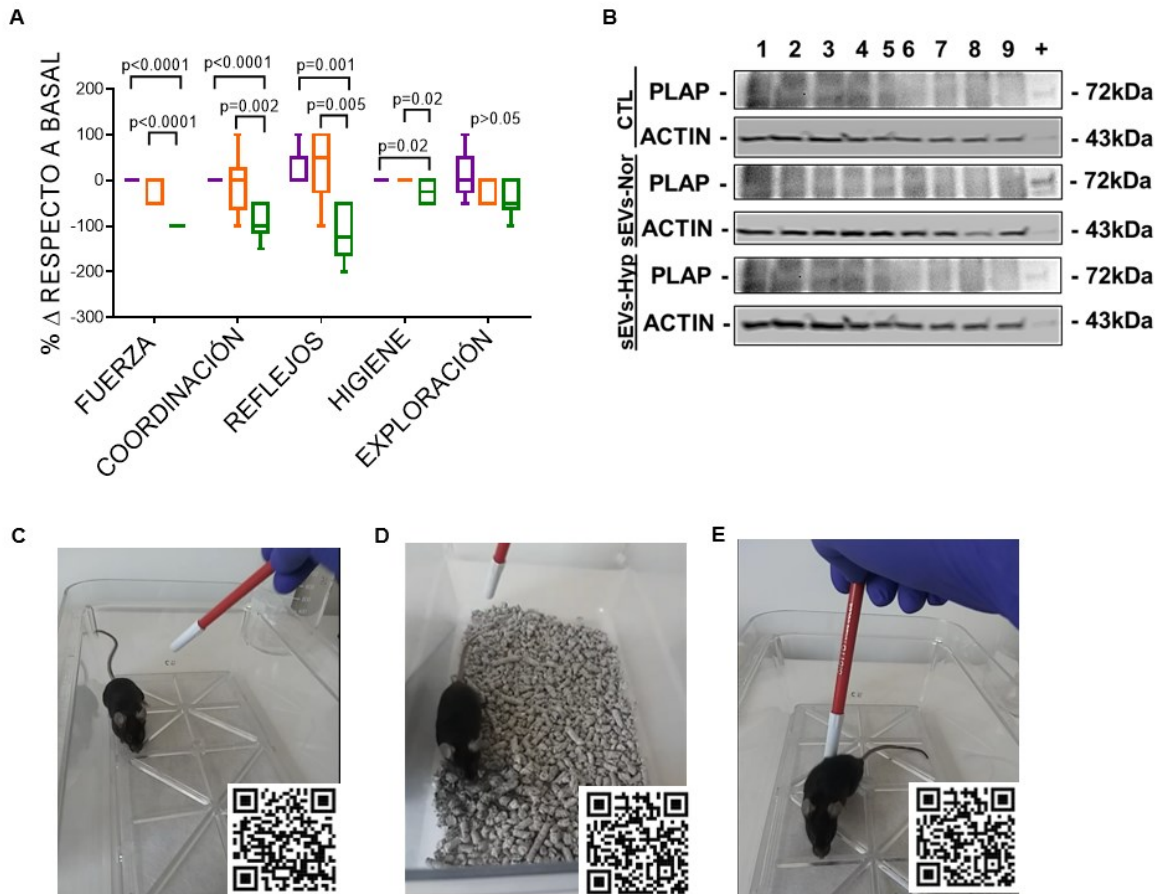 A
p<0.0001
p<0.0001
p<0.0001
p=0.002
p=0.001
p=0.005
p=0.02
p=0.02
p>0.05
% Δ RESPECTO A BASAL
200
100
0
-100
-200
-300
FUERZA
COORDINACIÓN
REFLEJOS
HIGIENE
EXPLORACIÓN
B
1 2 3 4 5 6 7 8 9 +
CTL
PLAP - - 72kDa
ACTIN - - 43kDa
sEVs-Nor
PLAP - - 72kDa
ACTIN - - 43kDa
sEVs-Hyp
PLAP - - 72kDa
ACTIN - - 43kDa
C
D
E